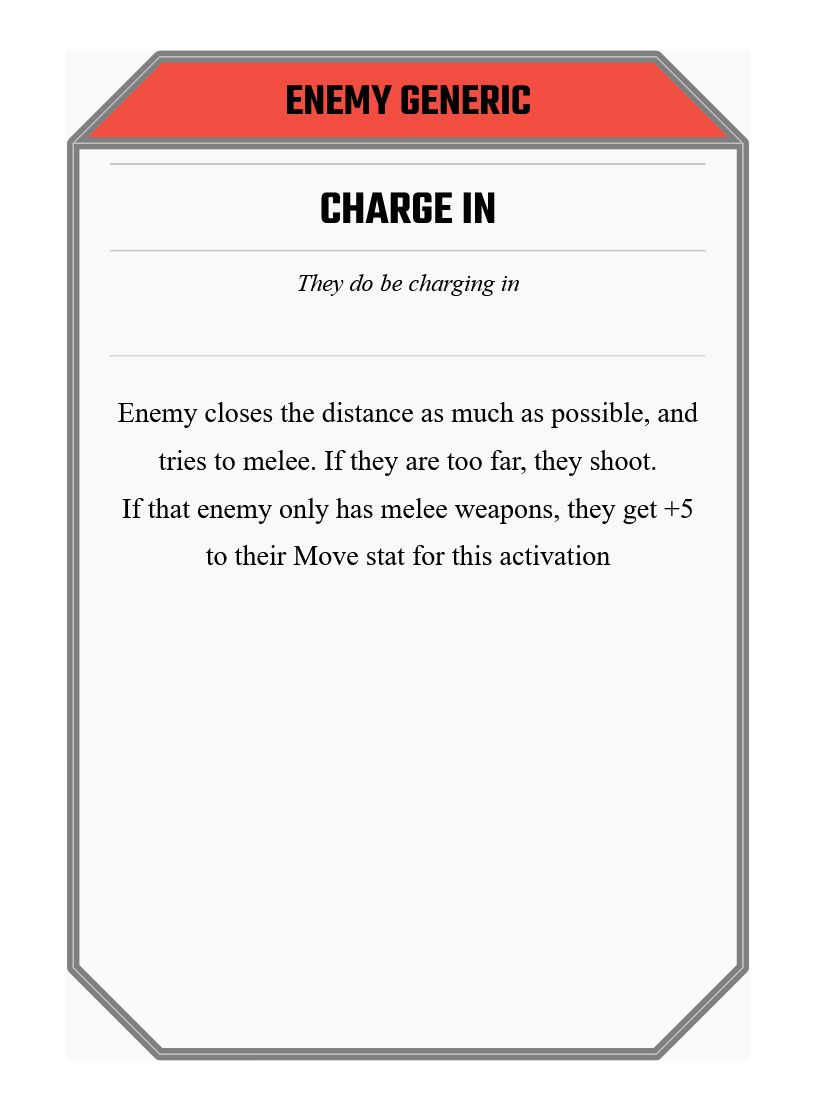 ENEMY GENERIC
CHARGE IN
They do be charging in
Enemy closes the distance as much as possible, and
tries to melee. If they are too far, they shoot.
If that enemy only has melee weapons, they get +5
to their Move stat for this activation